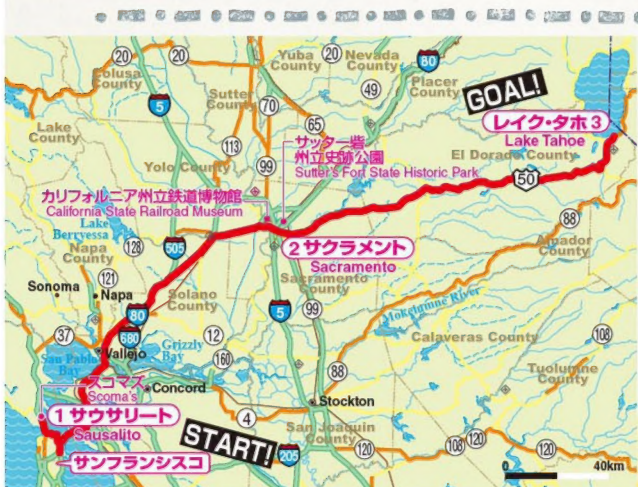 20
20
20
Colusa County
Yuba County
Nevada County
80
5
49
Placer County
GOAL!
Sutter County
70
65
レイク・タホ 3
Lake Tahoe
Lake County
113
サッター砦
州立史跡公園
Sutter's Fort State Historic Park
El Dorado County
Yolo County
99
50
カリフォルニア州立鉄道博物館
California State Railroad Museum
Lake Berryessa
88
Napa County
128
505
2 サクラメント
Sacramento
Amador County
121
Sacramento County
Sonoma
Napa
Solano County
5
99
Mokelumne River
80
37
680
12
Grizzly Bay
Calaveras County
108
Vallejo
160
San Pablo Bay
88
Tuolumne County
スコマズ
Scoma's
Concord
Stockton
1 サウサリート
Sausalito
4
START!
San Joaquin County
205
120
108
120
120
サンフランシスコ
0
40km